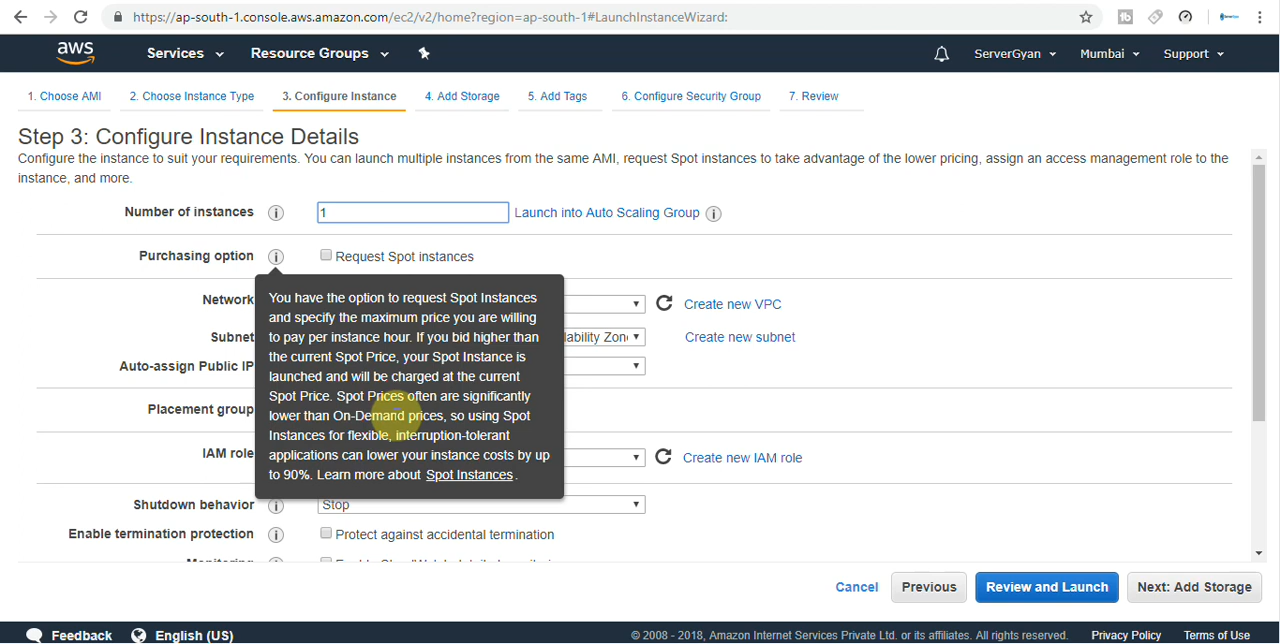 https://ap-south-1.console.aws.amazon.com/ec2/v2/home?region=ap-south-1#LaunchInstanceWizard:
aws Services Resource Groups ServerGyan Mumbai Support
1. Choose AMI 2. Choose Instance Type 3. Configure Instance 4. Add Storage 5. Add Tags 6. Configure Security Group 7. Review
Step 3: Configure Instance Details
Configure the instance to suit your requirements. You can launch multiple instances from the same AMI, request Spot instances to take advantage of the lower pricing, assign an access management role to the
instance, and more.
Number of instances 1 Launch into Auto Scaling Group
Purchasing option Request Spot instances
Network Create new VPC
Subnet Create new subnet
Auto-assign Public IP
Placement group
IAM role Create new IAM role
You have the option to request Spot Instances
and specify the maximum price you are willing
to pay per instance hour. If you bid higher than
the current Spot Price, your Spot Instance is
launched and will be charged at the current
Spot Price. Spot Prices often are significantly
lower than On-Demand prices, so using Spot
Instances for flexible, interruption-tolerant
applications can lower your instance costs by up
to 90%. Learn more about Spot Instances.
Shutdown behavior Stop
Enable termination protection Protect against accidental termination
Cancel Previous Review and Launch Next: Add Storage
Feedback English (US) © 2008 - 2018, Amazon Internet Services Private Ltd. or its affiliates. All rights reserved. Privacy Policy Terms of Use